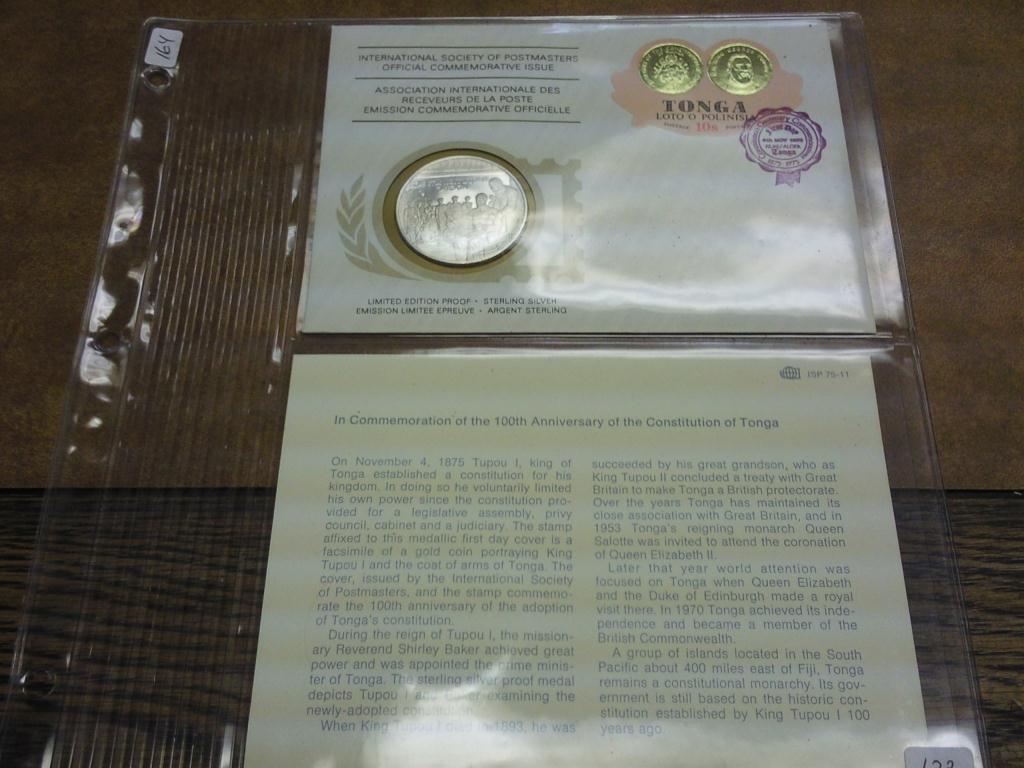 164
INTERNATIONAL SOCIETY OF POSTMASTERS
OFFICIAL COMMEMORATIVE ISSUE
ASSOCIATION INTERNATIONALE DES
RECEVEURS DE LA POSTE
EMISSION COMMEMORATIVE OFFICIELLE
LIMITED EDITION PROOF • STERLING SILVER
EMISSION LIMITEE EPREUVE • ARGENT STERLING
TONGA
LOTO O POLINISIA
POSTAGE 10s
Tonga
ISP 75-11
In Commemoration of the 100th Anniversary of the Constitution of Tonga
On November 4, 1875 Tupou I, king of
Tonga established a constitution for his
kingdom. In doing so he voluntarily limited
his own power since the constitution pro-
vided for a legislative assembly, privy
council, cabinet and a judiciary. The stamp
affixed to this medallic first day cover is a
facsimile of a gold coin portraying King
Tupou I and the coat of arms of Tonga. The
cover, issued by the International Society
of Postmasters, and the stamp commemo-
rate the 100th anniversary of the adoption
of Tonga's constitution.
During the reign of Tupou I, the mission-
ary Reverend Shirley Baker achieved great
power and was appointed the prime minis-
ter of Tonga. The sterling silver proof medal
depicts Tupou I and Baker examining the
newly-adopted constitution.
When King Tupou I died in 1893, he was
succeeded by his great grandson, who as
King Tupou II concluded a treaty with Great
Britain to make Tonga a British protectorate.
Over the years Tonga has maintained its
close association with Great Britain, and in
1953 Tonga's reigning monarch Queen
Salotte was invited to attend the coronation
of Queen Elizabeth II.
Later that year world attention was
focused on Tonga when Queen Elizabeth
and the Duke of Edinburgh made a royal
visit there. In 1970 Tonga achieved its inde-
pendence and became a member of the
British Commonwealth.
A group of islands located in the South
Pacific about 400 miles east of Fiji, Tonga
remains a constitutional monarchy. Its gov-
ernment is still based on the historic con-
stitution established by King Tupou I 100
years ago.